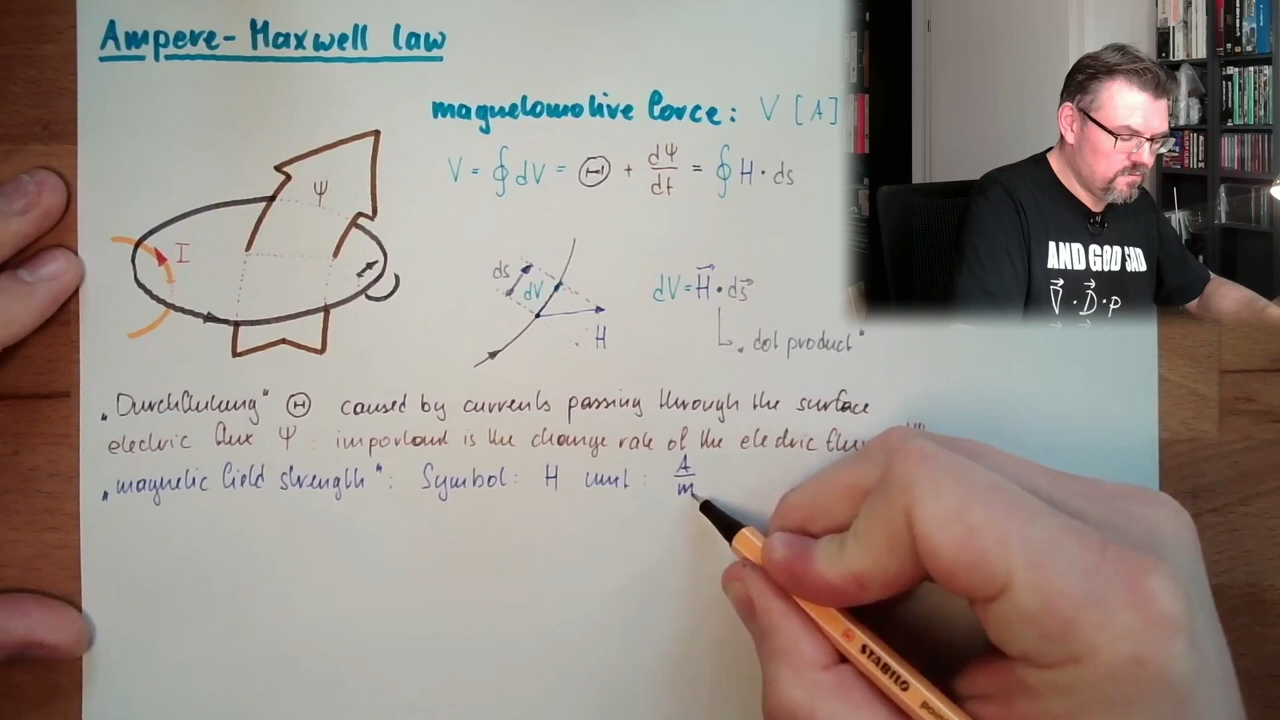 Ampere-Maxwell law
magnetomotive force: V [A]
V = ∮ dV = Θ + dΨ/dt = ∮ H · ds
Ψ
I
ds
dV
H
dV = H⃗ · ds⃗
"dot product"
AND GOD SAD
∇⃗ · D⃗ · ρ
"Durchflutung" Θ caused by currents passing through the surface
electric flux Ψ : important is the change rate of the electric flux
"magnetic field strength": Symbol: H unit: A/m
STABILO
point